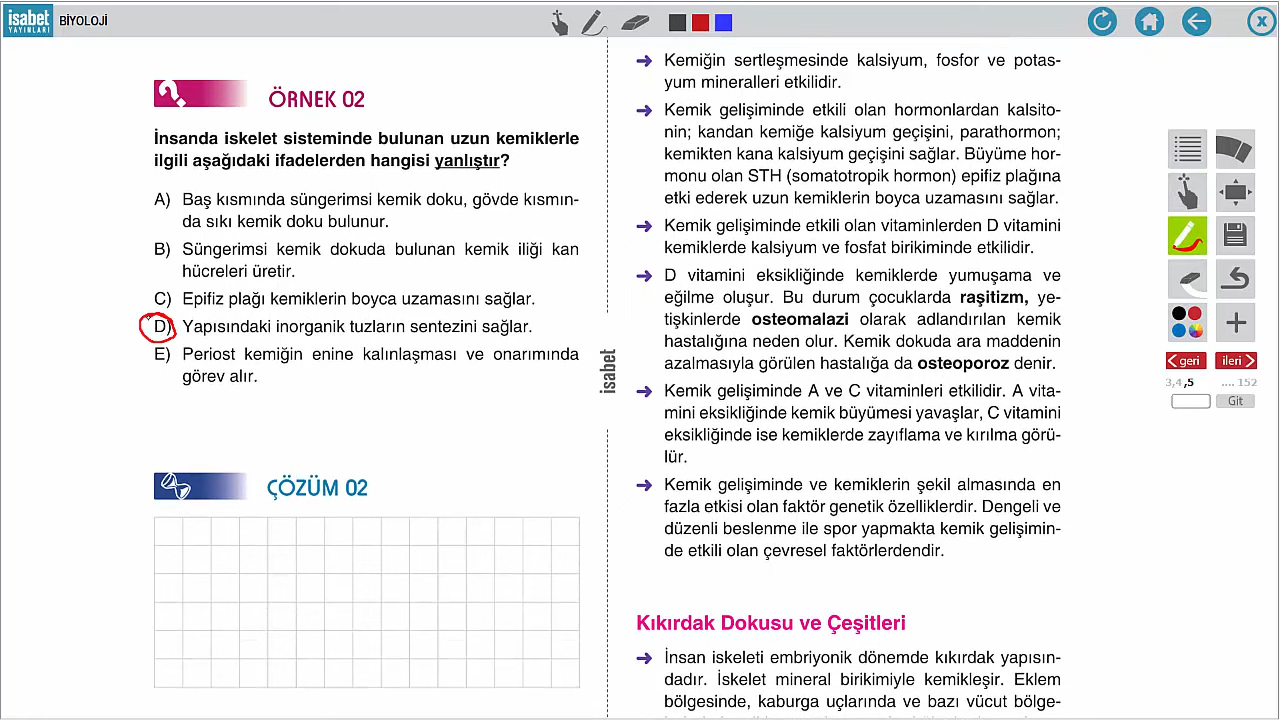 isabet
YAYINLARI
BİYOLOJİ
x
ÖRNEK 02
İnsanda iskelet sisteminde bulunan uzun kemiklerle
ilgili aşağıdaki ifadelerden hangisi yanlıştır?
A) Baş kısmında süngerimsi kemik doku, gövde kısmın-
da sıkı kemik doku bulunur.
B) Süngerimsi kemik dokuda bulunan kemik iliği kan
hücreleri üretir.
C) Epifiz plağı kemiklerin boyca uzamasını sağlar.
D) Yapısındaki inorganik tuzların sentezini sağlar.
E) Periost kemiğin enine kalınlaşması ve onarımında
görev alır.
ÇÖZÜM 02
isabet
Kemiğin sertleşmesinde kalsiyum, fosfor ve potas-
yum mineralleri etkilidir.
Kemik gelişiminde etkili olan hormonlardan kalsito-
nin; kandan kemiğe kalsiyum geçişini, parathormon;
kemikten kana kalsiyum geçişini sağlar. Büyüme hor-
monu olan STH (somatotropik hormon) epifiz plağına
etki ederek uzun kemiklerin boyca uzamasını sağlar.
Kemik gelişiminde etkili olan vitaminlerden D vitamini
kemiklerde kalsiyum ve fosfat birikiminde etkilidir.
D vitamini eksikliğinde kemiklerde yumuşama ve
eğilme oluşur. Bu durum çocuklarda raşitizm, ye-
tişkinlerde osteomalazi olarak adlandırılan kemik
hastalığına neden olur. Kemik dokuda ara maddenin
azalmasıyla görülen hastalığa da osteoporoz denir.
Kemik gelişiminde A ve C vitaminleri etkilidir. A vita-
mini eksikliğinde kemik büyümesi yavaşlar, C vitamini
eksikliğinde ise kemiklerde zayıflama ve kırılma görü-
lür.
Kemik gelişiminde ve kemiklerin şekil almasında en
fazla etkisi olan faktör genetik özelliklerdir. Dengeli ve
düzenli beslenme ile spor yapmakta kemik gelişimin-
de etkili olan çevresel faktörlerdendir.
Kıkırdak Dokusu ve Çeşitleri
İnsan iskeleti embriyonik dönemde kıkırdak yapısın-
dadır. İskelet mineral birikimiyle kemikleşir. Eklem
bölgesinde, kaburga uçlarında ve bazı vücut bölge-
geri
ileri
3,4,5 .... 152
Git